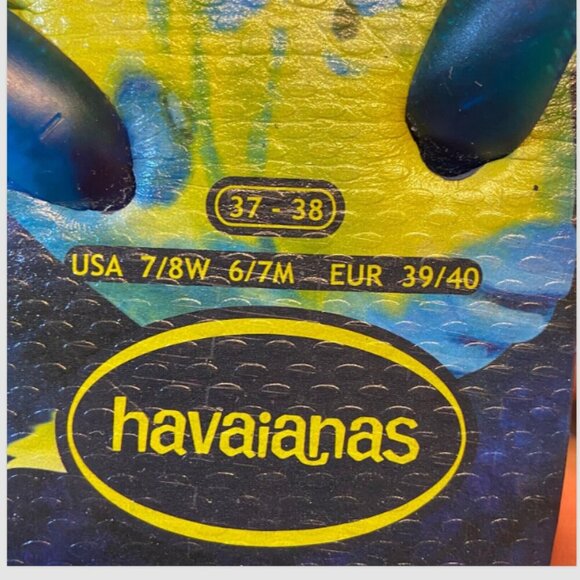 37 - 38
USA 7/8W 6/7M EUR 39/40
havaianas